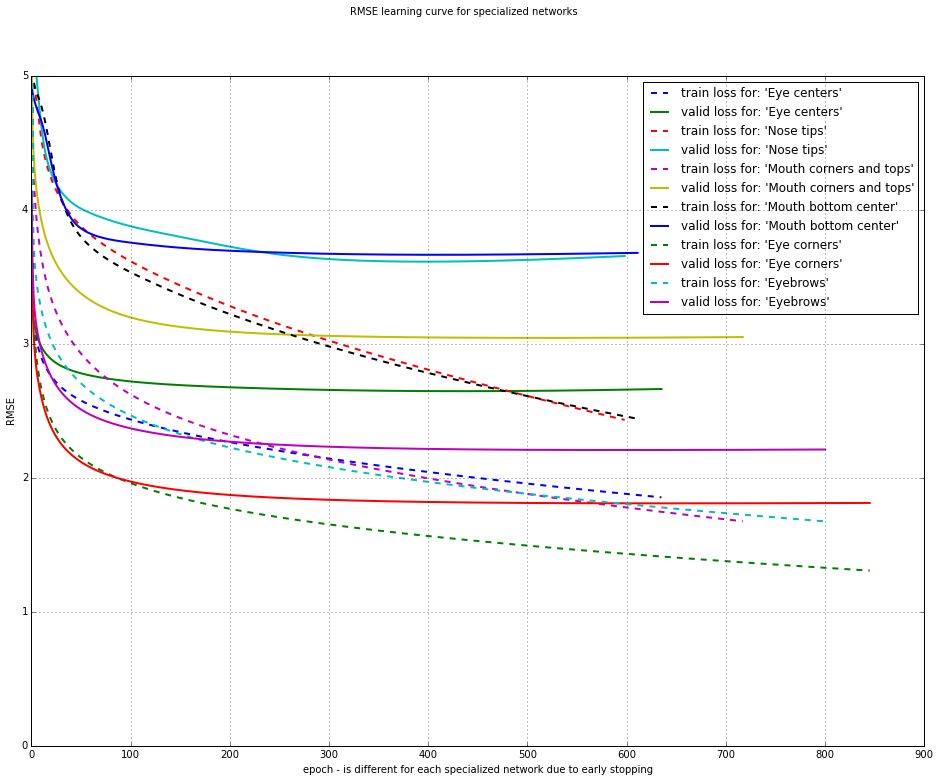 RMSE learning curve for specialized networks
5
4
3
2
1
0
RMSE
train loss for: 'Eye centers'
valid loss for: 'Eye centers'
train loss for: 'Nose tips'
valid loss for: 'Nose tips'
train loss for: 'Mouth corners and tops'
valid loss for: 'Mouth corners and tops'
train loss for: 'Mouth bottom center'
valid loss for: 'Mouth bottom center'
train loss for: 'Eye corners'
valid loss for: 'Eye corners'
train loss for: 'Eyebrows'
valid loss for: 'Eyebrows'
0 100 200 300 400 500 600 700 800 900
epoch - is different for each specialized network due to early stopping